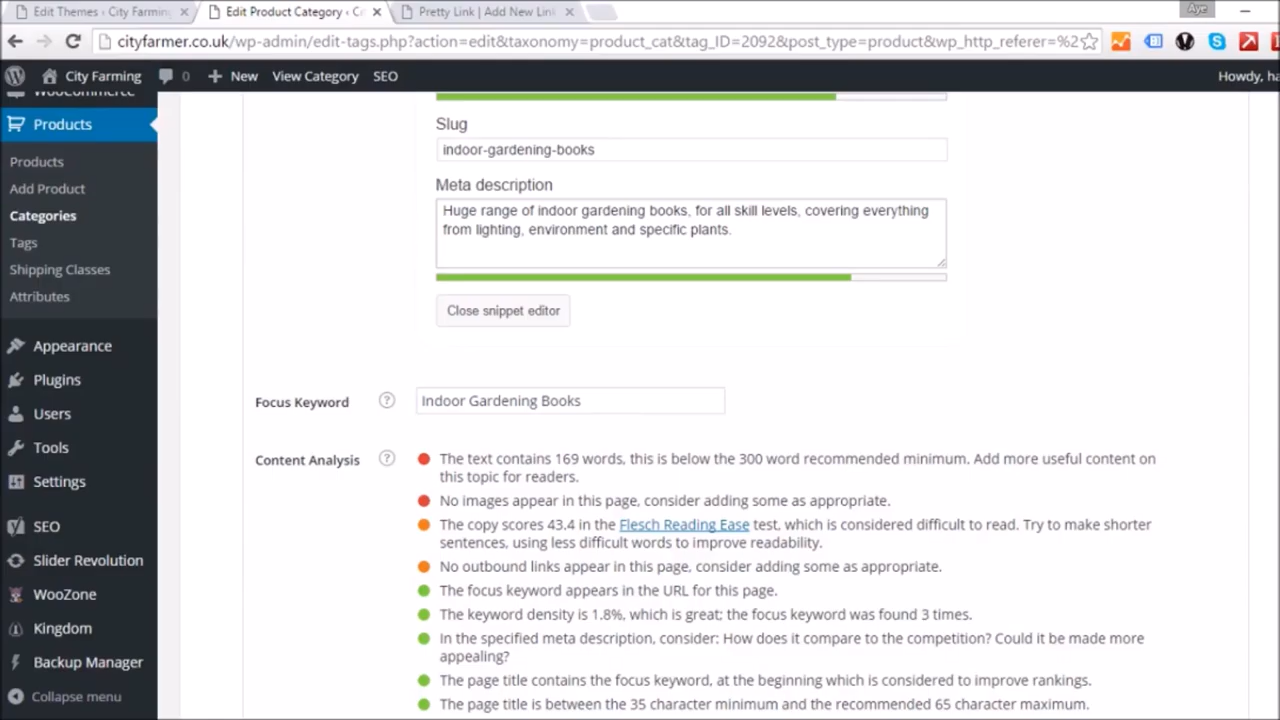 Edit Themes ‹ City Farming
Edit Product Category ‹ Ci
Pretty Link | Add New Link
Aye
cityfarmer.co.uk/wp-admin/edit-tags.php?action=edit&taxonomy=product_cat&tag_ID=2092&post_type=product&wp_http_referer=%2
City Farming
0
New
View Category
SEO
Howdy, ha
WooCommerce
Products
Products
Add Product
Categories
Tags
Shipping Classes
Attributes
Appearance
Plugins
Users
Tools
Settings
SEO
Slider Revolution
WooZone
Kingdom
Backup Manager
Collapse menu
Slug
indoor-gardening-books
Meta description
Huge range of indoor gardening books, for all skill levels, covering everything
from lighting, environment and specific plants.
Close snippet editor
Focus Keyword
?
Indoor Gardening Books
Content Analysis
?
The text contains 169 words, this is below the 300 word recommended minimum. Add more useful content on
this topic for readers.
No images appear in this page, consider adding some as appropriate.
The copy scores 43.4 in the Flesch Reading Ease test, which is considered difficult to read. Try to make shorter
sentences, using less difficult words to improve readability.
No outbound links appear in this page, consider adding some as appropriate.
The focus keyword appears in the URL for this page.
The keyword density is 1.8%, which is great; the focus keyword was found 3 times.
In the specified meta description, consider: How does it compare to the competition? Could it be made more
appealing?
The page title contains the focus keyword, at the beginning which is considered to improve rankings.
The page title is between the 35 character minimum and the recommended 65 character maximum.